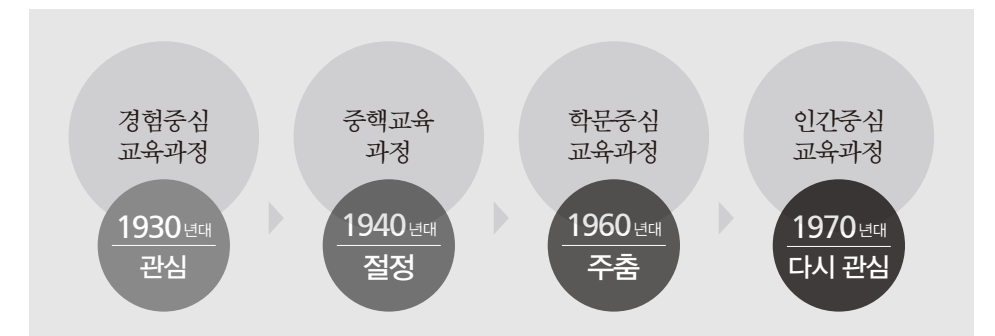 경험중심
교육과정
1930년대
관심
중핵교육
과정
1940년대
절정
학문중심
교육과정
1960년대
주춤
인간중심
교육과정
1970년대
다시 관심